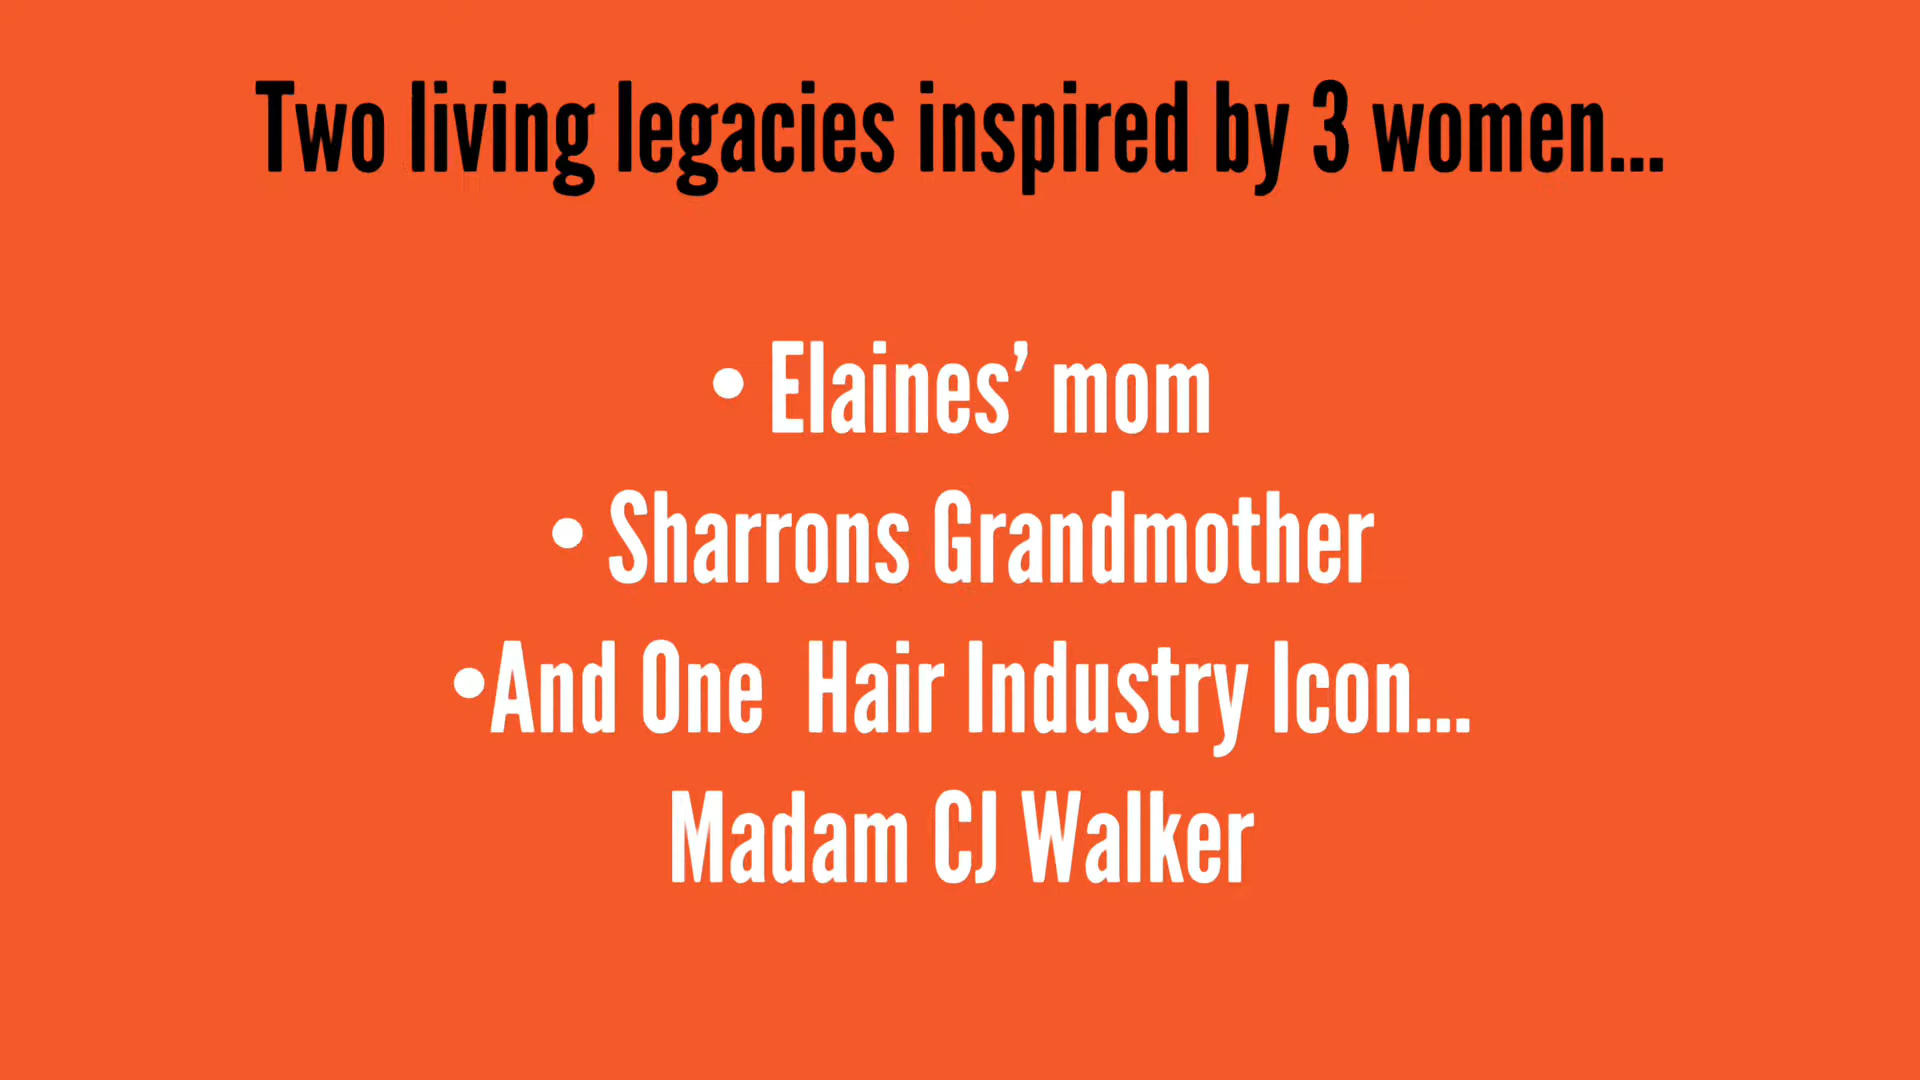 Two living legacies inspired by 3 women...
• Elaines’ mom
• Sharrons Grandmother
•And One  Hair Industry Icon...
Madam CJ Walker